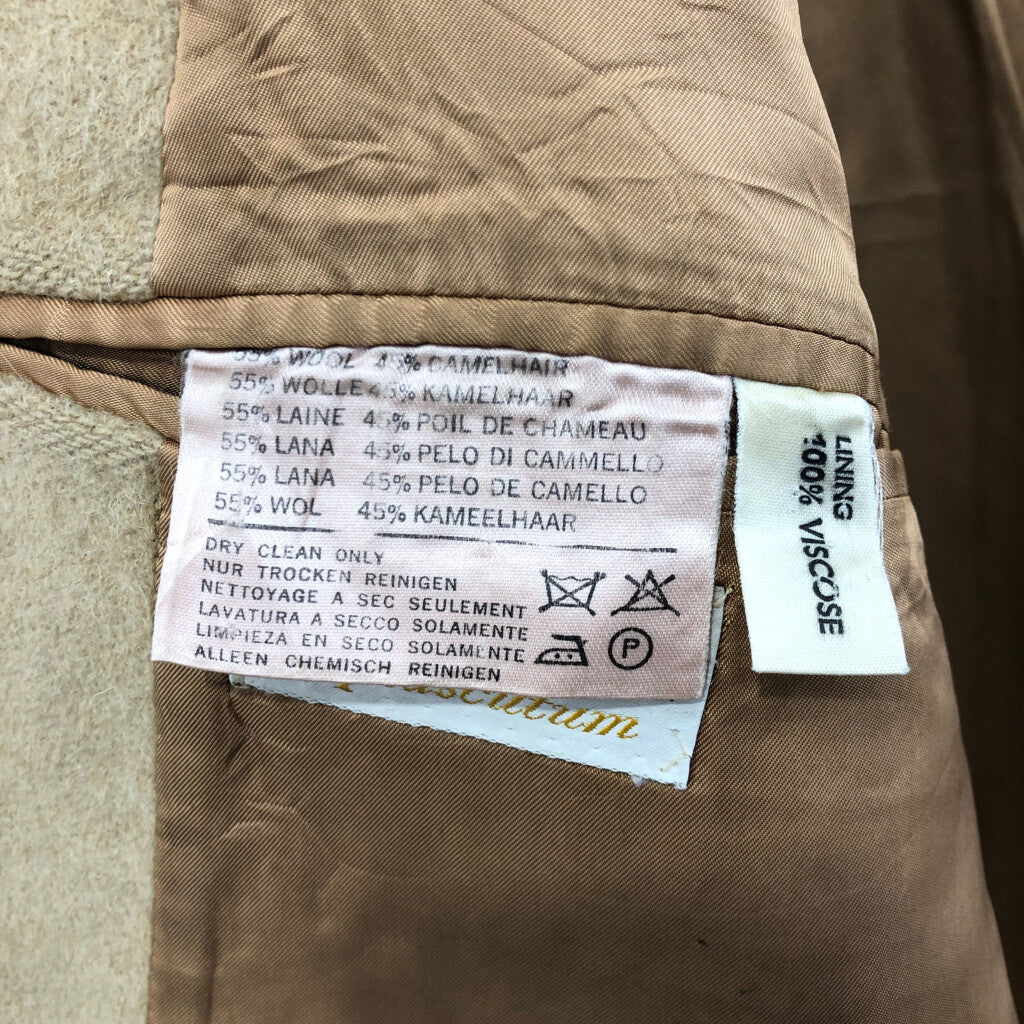 55% WOOL 45% CAMELHAIR
55% WOLLE 45% KAMELHAAR
55% LAINE 45% POIL DE CHAMEAU
55% LANA 45% PELO DI CAMMELLO
55% LANA 45% PELO DE CAMELLO
55% WOL 45% KAMEELHAAR
DRY CLEAN ONLY
NUR TROCKEN REINIGEN
NETTOYAGE A SEC SEULEMENT
LAVATURA A SECCO SOLAMENTE
LIMPIEZA EN SECO SOLAMENTE
ALLEEN CHEMISCH REINIGEN
P
LINING
100% VISCOSE